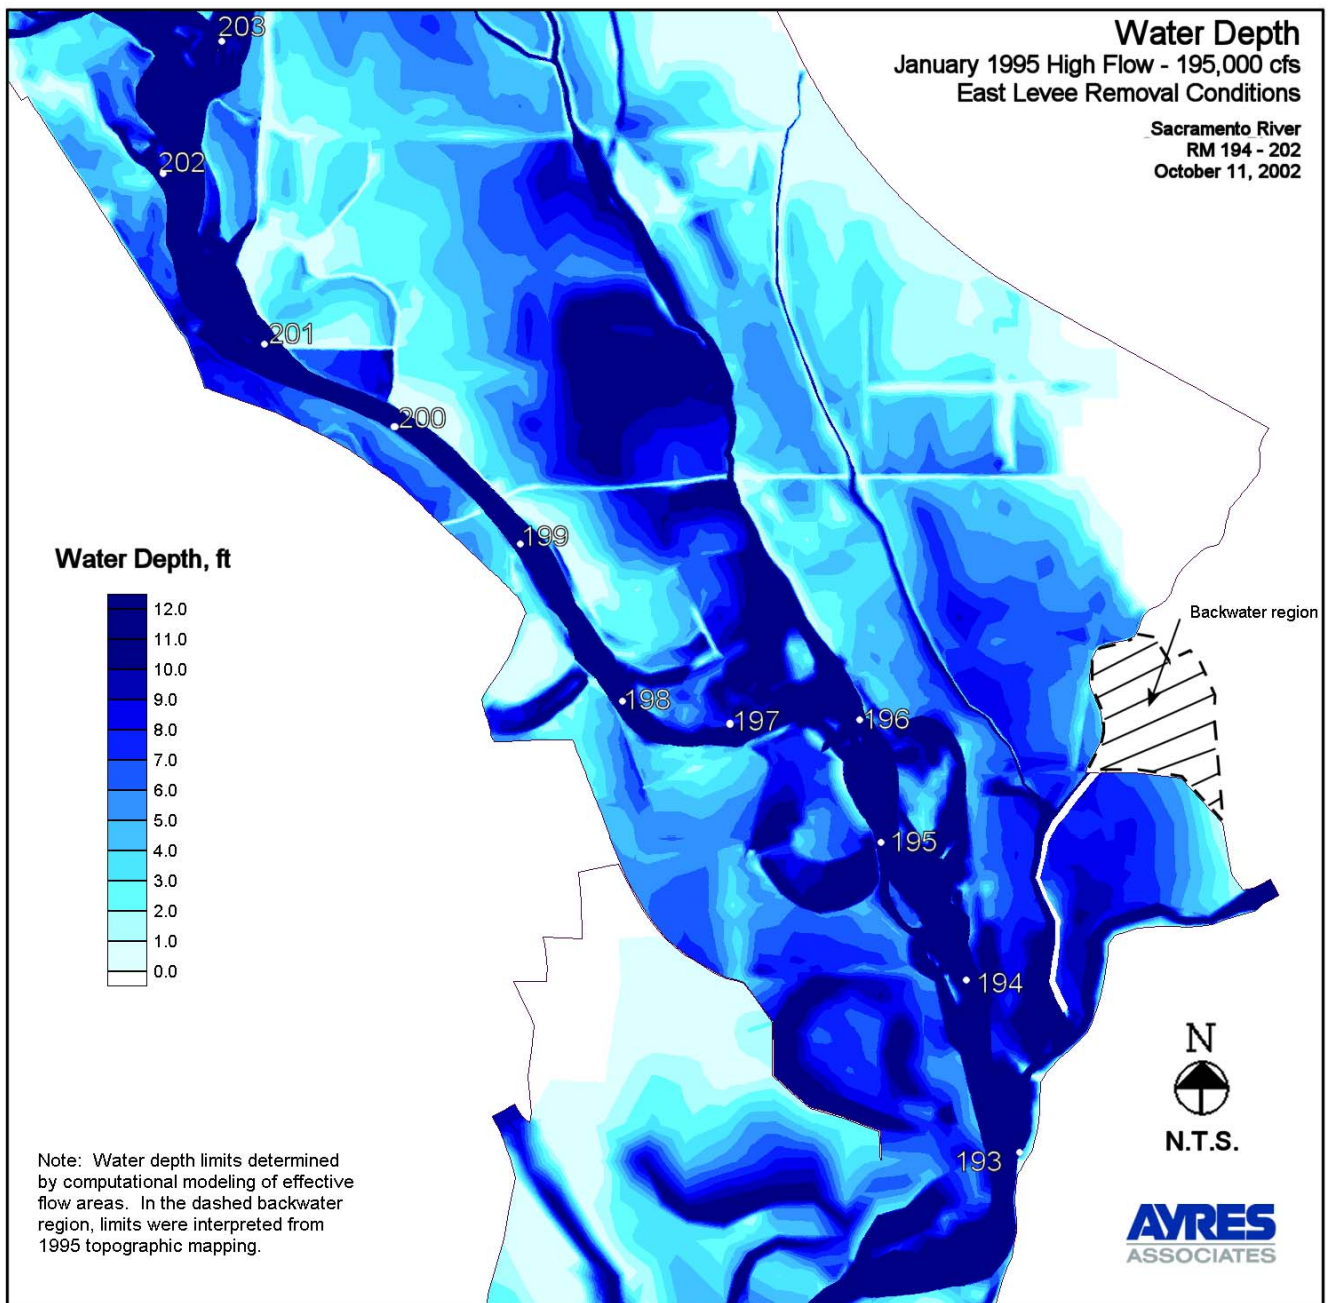 Water Depth
January 1995 High Flow - 195,000 cfs
East Levee Removal Conditions
Sacramento River
RM 194 - 202
October 11, 2002
203
202
201
200
199
198
197
196
195
194
193
Water Depth, ft
12.0
11.0
10.0
9.0
8.0
7.0
6.0
5.0
4.0
3.0
2.0
1.0
0.0
Backwater region
N
N.T.S.
Note: Water depth limits determined
by computational modeling of effective
flow areas. In the dashed backwater
region, limits were interpreted from
1995 topographic mapping.
AYRES
ASSOCIATES